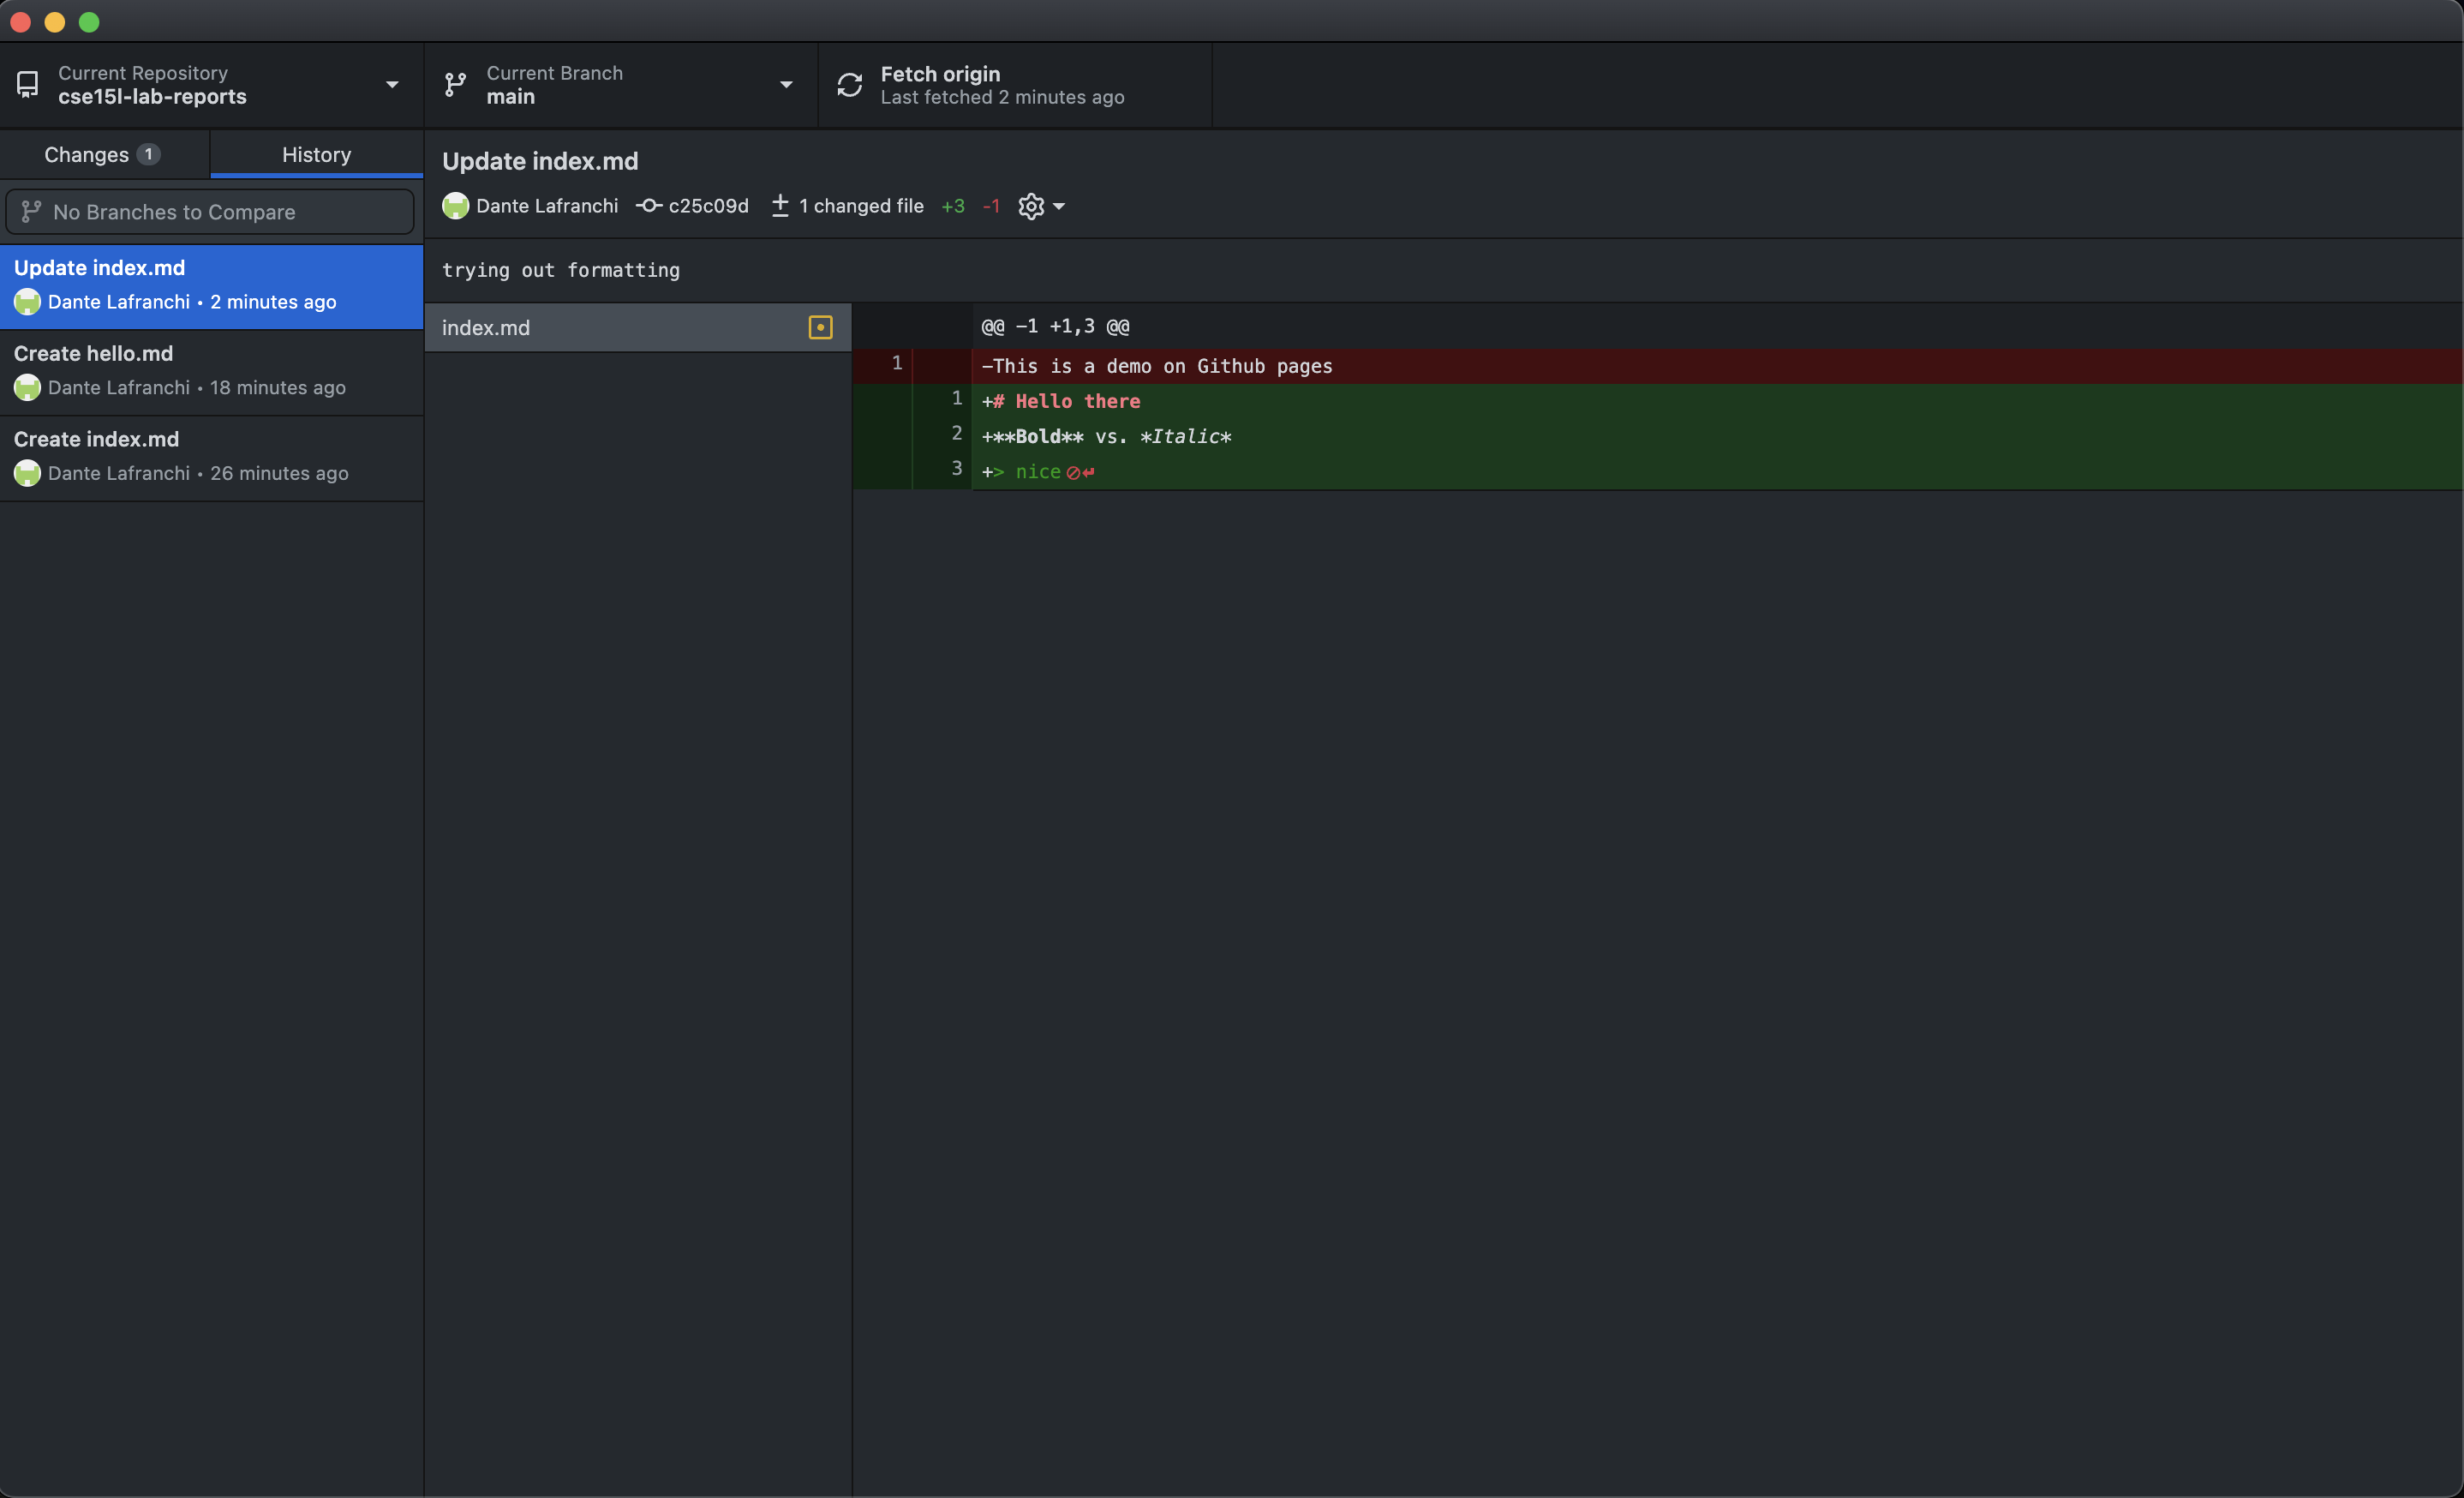 Current Repository
cse15l-lab-reports
Current Branch
main
Fetch origin
Last fetched 2 minutes ago
Changes 1
History
No Branches to Compare
Update index.md
Dante Lafranchi • 2 minutes ago
Create hello.md
Dante Lafranchi • 18 minutes ago
Create index.md
Dante Lafranchi • 26 minutes ago
Update index.md
Dante Lafranchi c25c09d 1 changed file +3 -1
trying out formatting
index.md
@@ -1 +1,3 @@
1 -This is a demo on Github pages
1 +# Hello there
2 +**Bold** vs. *Italic*
3 +> nice